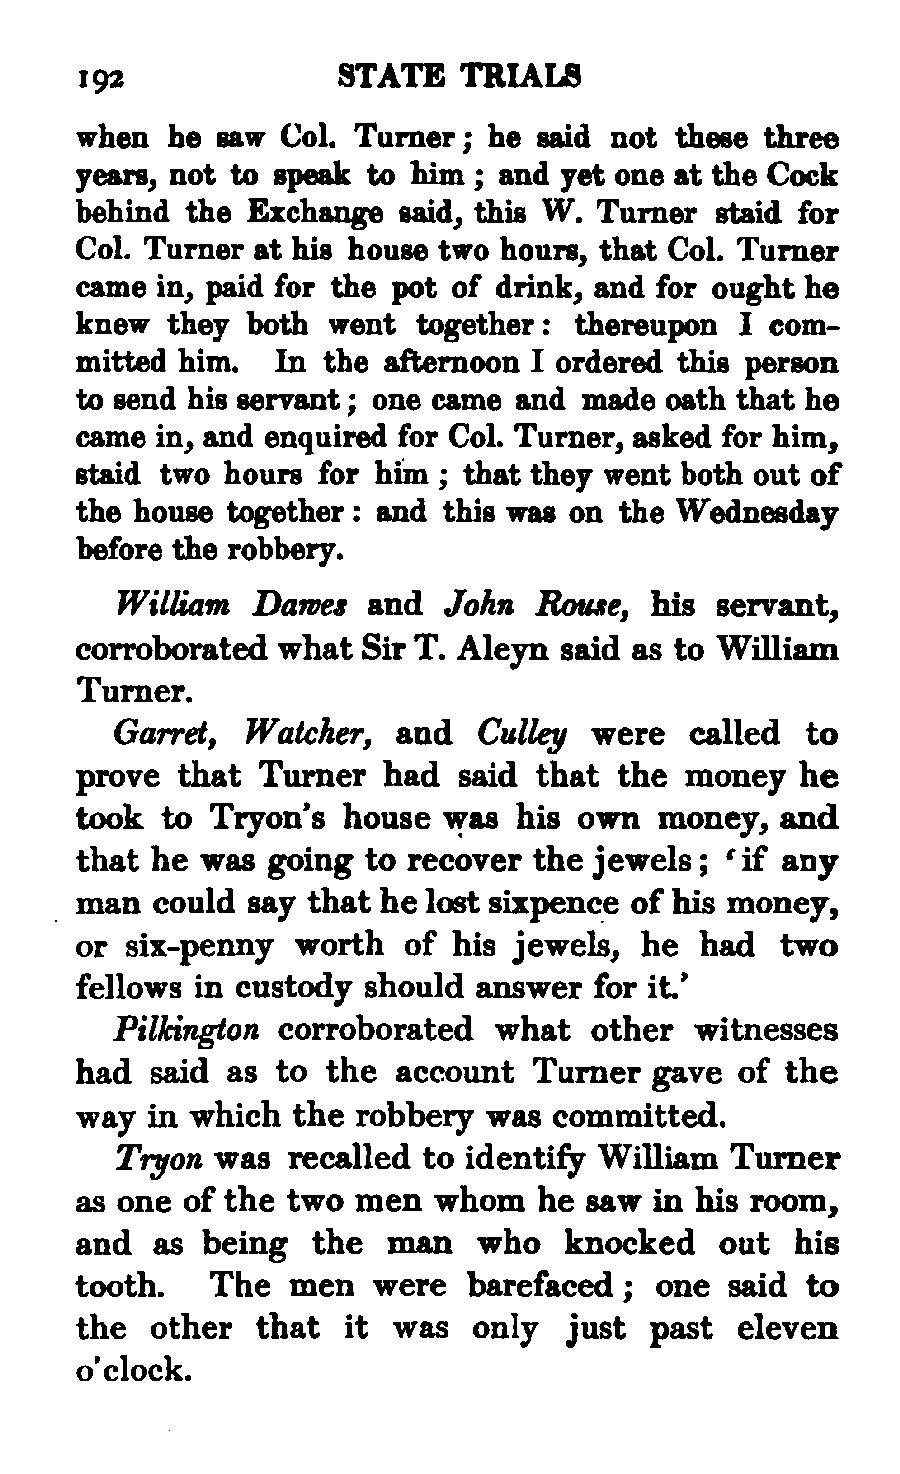 192 STATE TRIALS
when he saw Col. Turner; he said not these three
years, not to speak to him; and yet one at the Cock
behind the Exchange said, this W. Turner staid for
Col. Turner at his house two hours, that Col. Turner
came in, paid for the pot of drink, and for ought he
knew they both went together: thereupon I com-
mitted him. In the afternoon I ordered this person
to send his servant; one came and made oath that he
came in, and enquired for Col. Turner, asked for him,
staid two hours for him; that they went both out of
the house together: and this was on the Wednesday
before the robbery.
William Dawes and John Rouse, his servant,
corroborated what Sir T. Aleyn said as to William
Turner.
Garret, Watcher, and Culley were called to
prove that Turner had said that the money he
took to Tryon's house was his own money, and
that he was going to recover the jewels; 'if any
man could say that he lost sixpence of his money,
or six-penny worth of his jewels, he had two
fellows in custody should answer for it.'
Pilkington corroborated what other witnesses
had said as to the account Turner gave of the
way in which the robbery was committed.
Tryon was recalled to identify William Turner
as one of the two men whom he saw in his room,
and as being the man who knocked out his
tooth. The men were barefaced; one said to
the other that it was only just past eleven
o'clock.